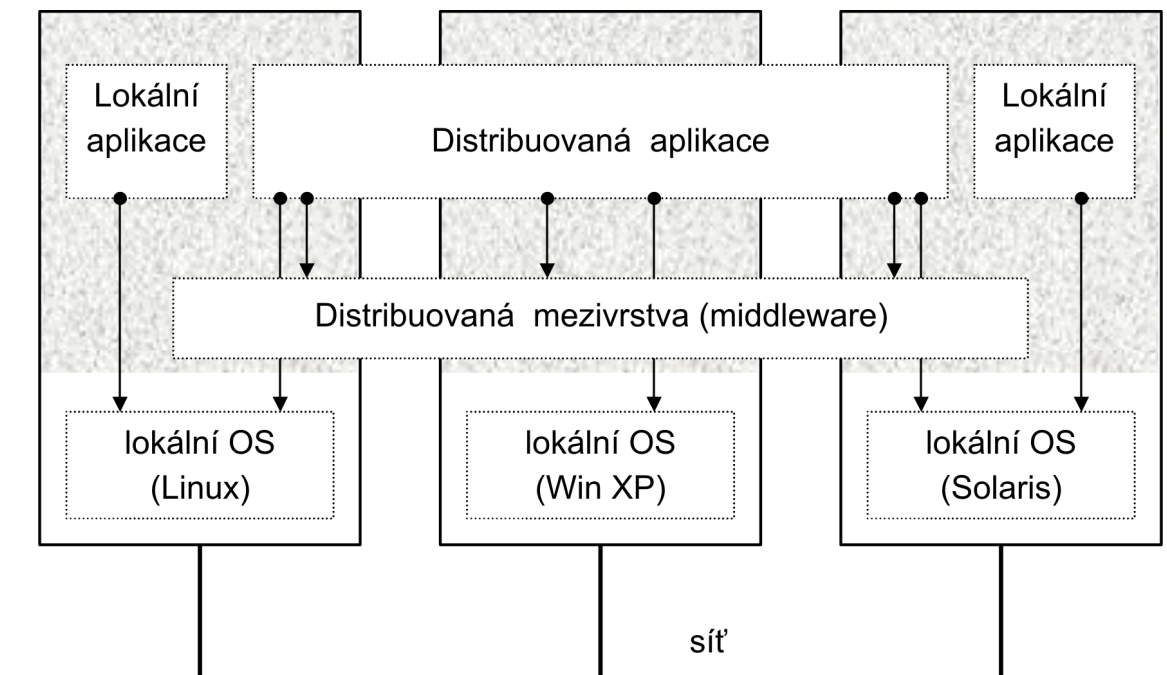 Lokální
aplikace
Distribuovaná aplikace
Lokální
aplikace
Distribuovaná mezivrstva (middleware)
lokální OS
(Linux)
lokální OS
(Win XP)
lokální OS
(Solaris)
síť